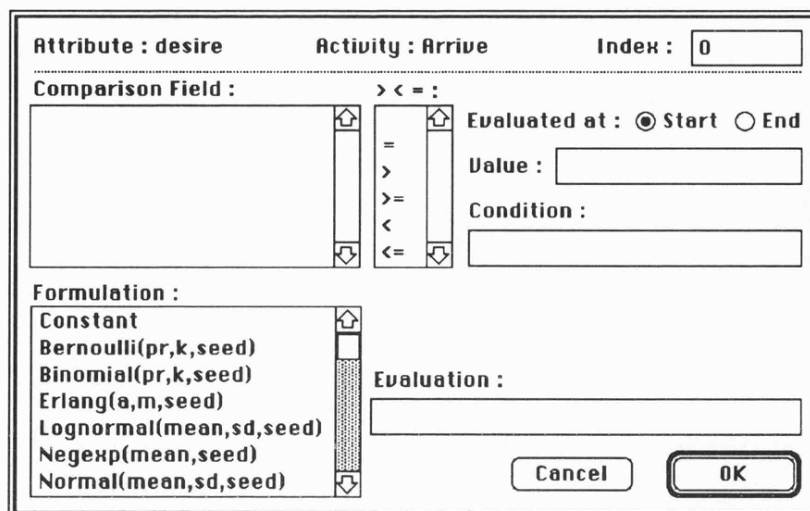 Attribute : desire Activity : Arrive Index : 0
Comparison Field : > < = :
Evaluated at : Start End
=
>
>=
<
<=
Value :
Condition :
Formulation :
Constant
Bernoulli(pr,k,seed)
Binomial(pr,k,seed)
Erlang(a,m,seed)
Lognormal(mean,sd,seed)
Negexp(mean,seed)
Normal(mean,sd,seed)
Evaluation :
Cancel OK